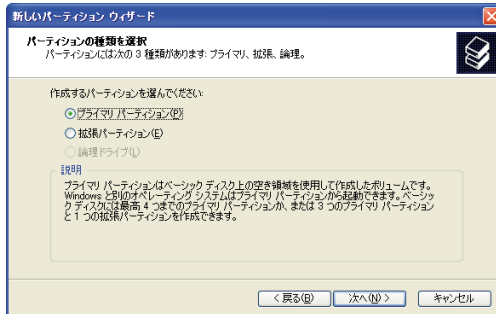 新しいパーティション ウィザード
パーティションの種類を選択
パーティションには次の 3 種類があります: プライマリ、拡張、論理。
作成するパーティションを選んでください:
プライマリ パーティション(P)
拡張パーティション(E)
論理ドライブ(L)
説明
プライマリ パーティションはベーシック ディスク上の空き領域を使用して作成したボリュームです。
Windows と別のオペレーティング システムはプライマリ パーティションから起動できます。ベーシッ
ク ディスクには最高 4 つまでのプライマリ パーティションか、または 3 つのプライマリ パーティション
と 1 つの拡張パーティションを作成できます。
< 戻る(B)
次へ(N) >
キャンセル